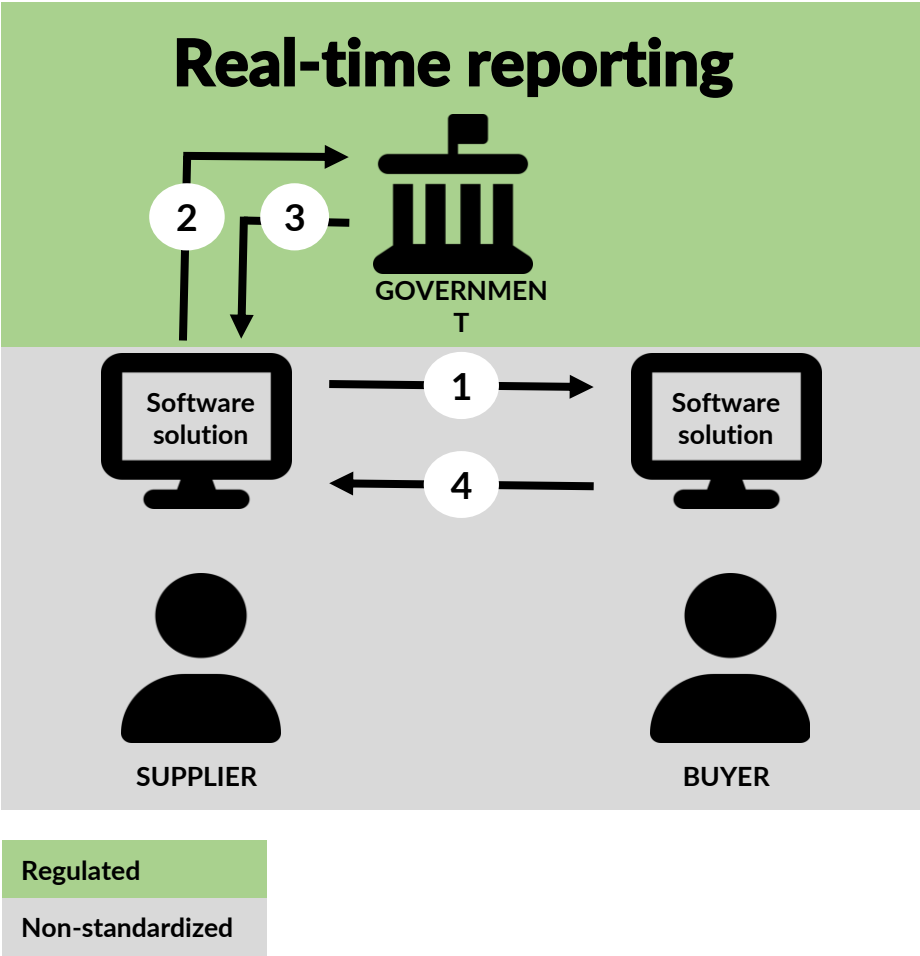 Real-time reporting
2
3
GOVERNMEN
T
1
Software
solution
Software
solution
4
SUPPLIER
BUYER
Regulated
Non-standardized